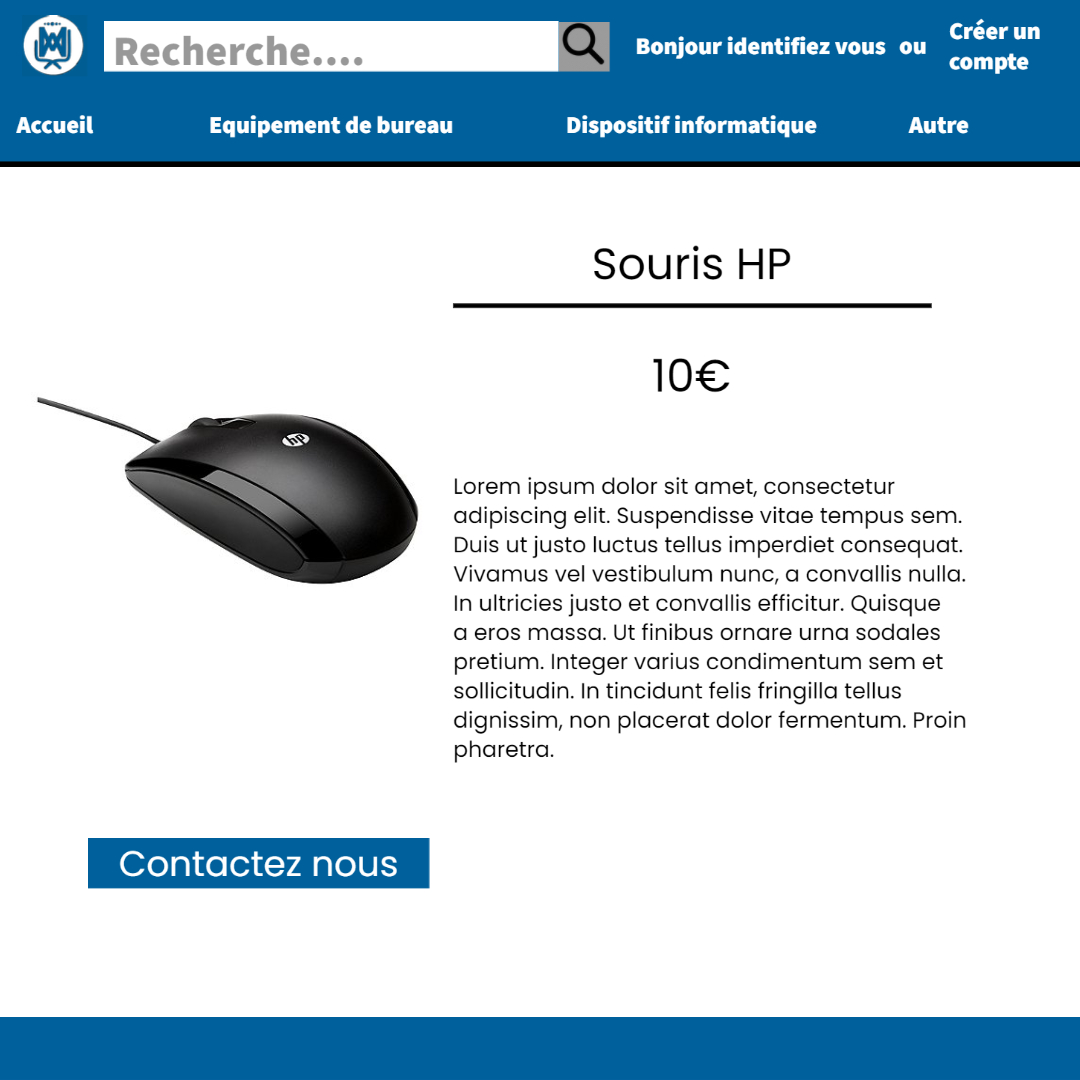 Recherche....
Bonjour identifiez vous ou
Créer un
compte
Accueil
Equipement de bureau
Dispositif informatique
Autre
Souris HP
10€
hp
Lorem ipsum dolor sit amet, consectetur
adipiscing elit. Suspendisse vitae tempus sem.
Duis ut justo luctus tellus imperdiet consequat.
Vivamus vel vestibulum nunc, a convallis nulla.
In ultricies justo et convallis efficitur. Quisque
a eros massa. Ut finibus ornare urna sodales
pretium. Integer varius condimentum sem et
sollicitudin. In tincidunt felis fringilla tellus
dignissim, non placerat dolor fermentum. Proin
pharetra.
Contactez nous